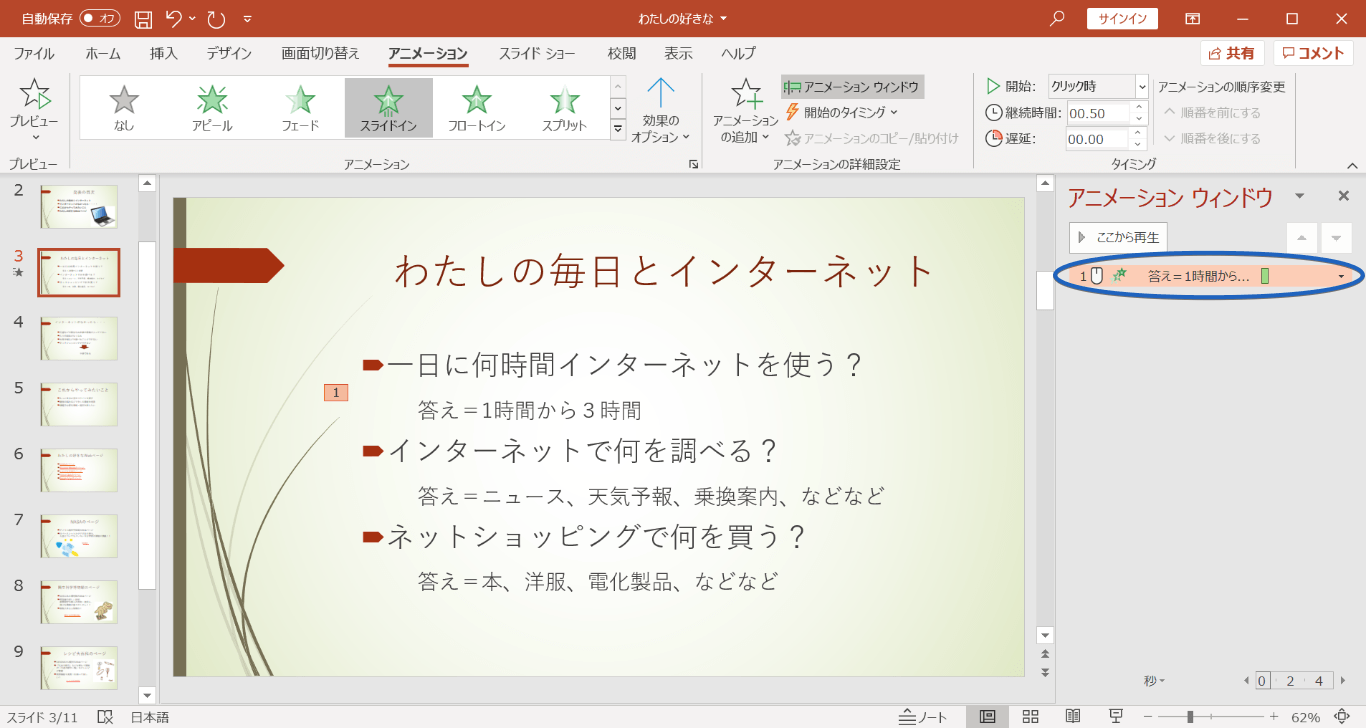 自動保存 オフ わたしの好きな サインイン
ファイル ホーム 挿入 デザイン 画面切り替え アニメーション スライド ショー 校閲 表示 ヘルプ 共有 コメント
プレビュー
なし アピール フェード スライドイン フロートイン スプリット
効果の
オプション
アニメーション
の追加
アニメーション ウィンドウ
開始のタイミング
アニメーションのコピー/貼り付け
開始: クリック時
継続時間: 00.50
遅延: 00.00
アニメーションの順序変更
順番を前にする
順番を後にする
プレビュー アニメーション アニメーションの詳細設定 タイミング
2
3
4
5
6
7
8
9
わたしの毎日とインターネット
一日に何時間インターネットを使う？
1
答え＝1時間から３時間
インターネットで何を調べる？
答え＝ニュース、天気予報、乗換案内、などなど
ネットショッピングで何を買う？
答え＝本、洋服、電化製品、などなど
アニメーション ウィンドウ
ここから再生
1 答え＝1時間から...
秒 0 2 4
スライド 3/11 日本語 ノート 62%